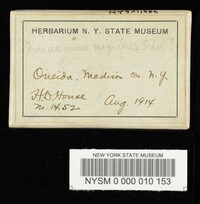 HERBARIUM N. Y. STATE MUSEUM
Oneida, Madison Co. N.Y.
H.D. House
Aug. 1914
no. 1452
NEW YORK STATE MUSEUM
NYSM 0 000 010 153